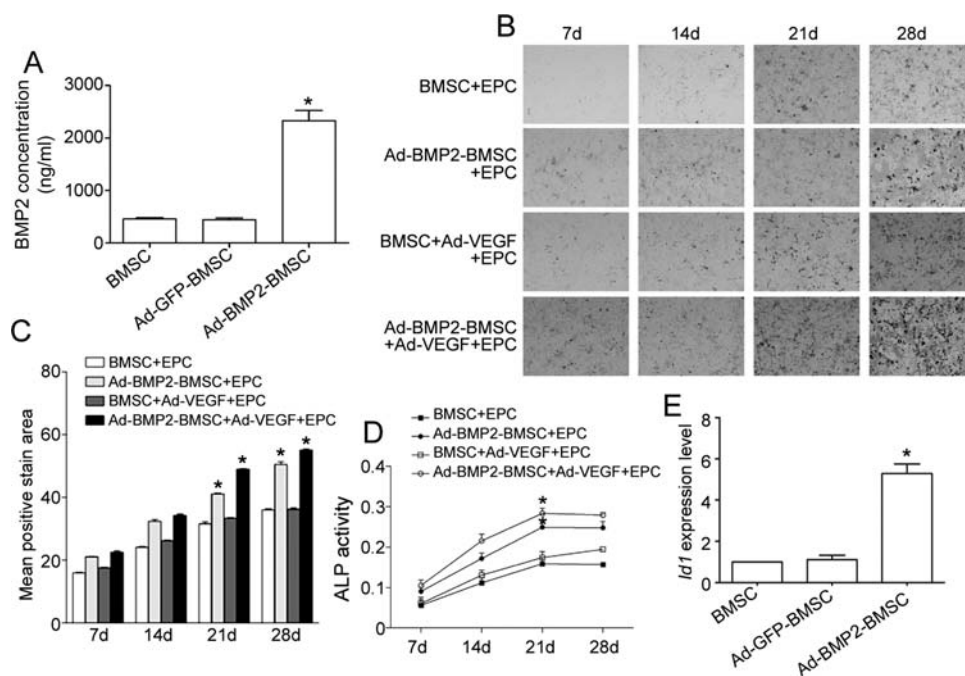 A
BMP2 concentration
(ng/ml)
3000
2000
1000
0
*
BMSC
Ad-GFP-BMSC
Ad-BMP2-BMSC
B
7d 14d 21d 28d
BMSC+EPC
Ad-BMP2-BMSC
+EPC
BMSC+Ad-VEGF
+EPC
Ad-BMP2-BMSC
+Ad-VEGF+EPC
C
BMSC+EPC
Ad-BMP2-BMSC+EPC
BMSC+Ad-VEGF+EPC
Ad-BMP2-BMSC+Ad-VEGF+EPC
Mean positive stain area
80
60
40
20
0
* * * *
7d 14d 21d 28d
D
BMSC+EPC
Ad-BMP2-BMSC+EPC
BMSC+Ad-VEGF+EPC
Ad-BMP2-BMSC+Ad-VEGF+EPC
ALP activity
0.4
0.3
0.2
0.1
0
*
*
7d 14d 21d 28d
E
Id1 expression level
8
6
4
2
0
*
BMSC
Ad-GFP-BMSC
Ad-BMP2-BMSC